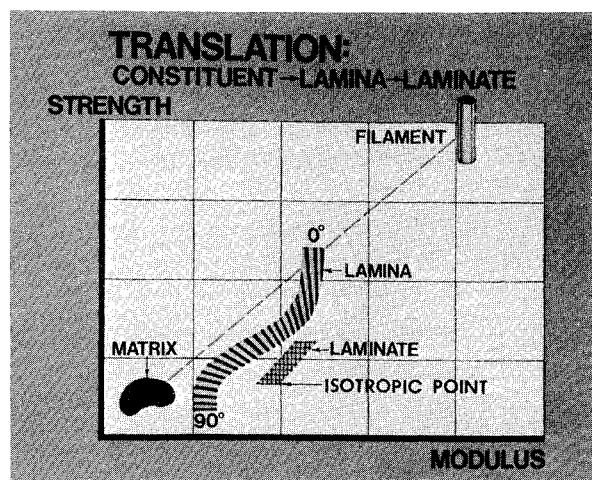 TRANSLATION:
CONSTITUENT→LAMINA→LAMINATE
STRENGTH
FILAMENT
0°
LAMINA
MATRIX
LAMINATE
ISOTROPIC POINT
90°
MODULUS